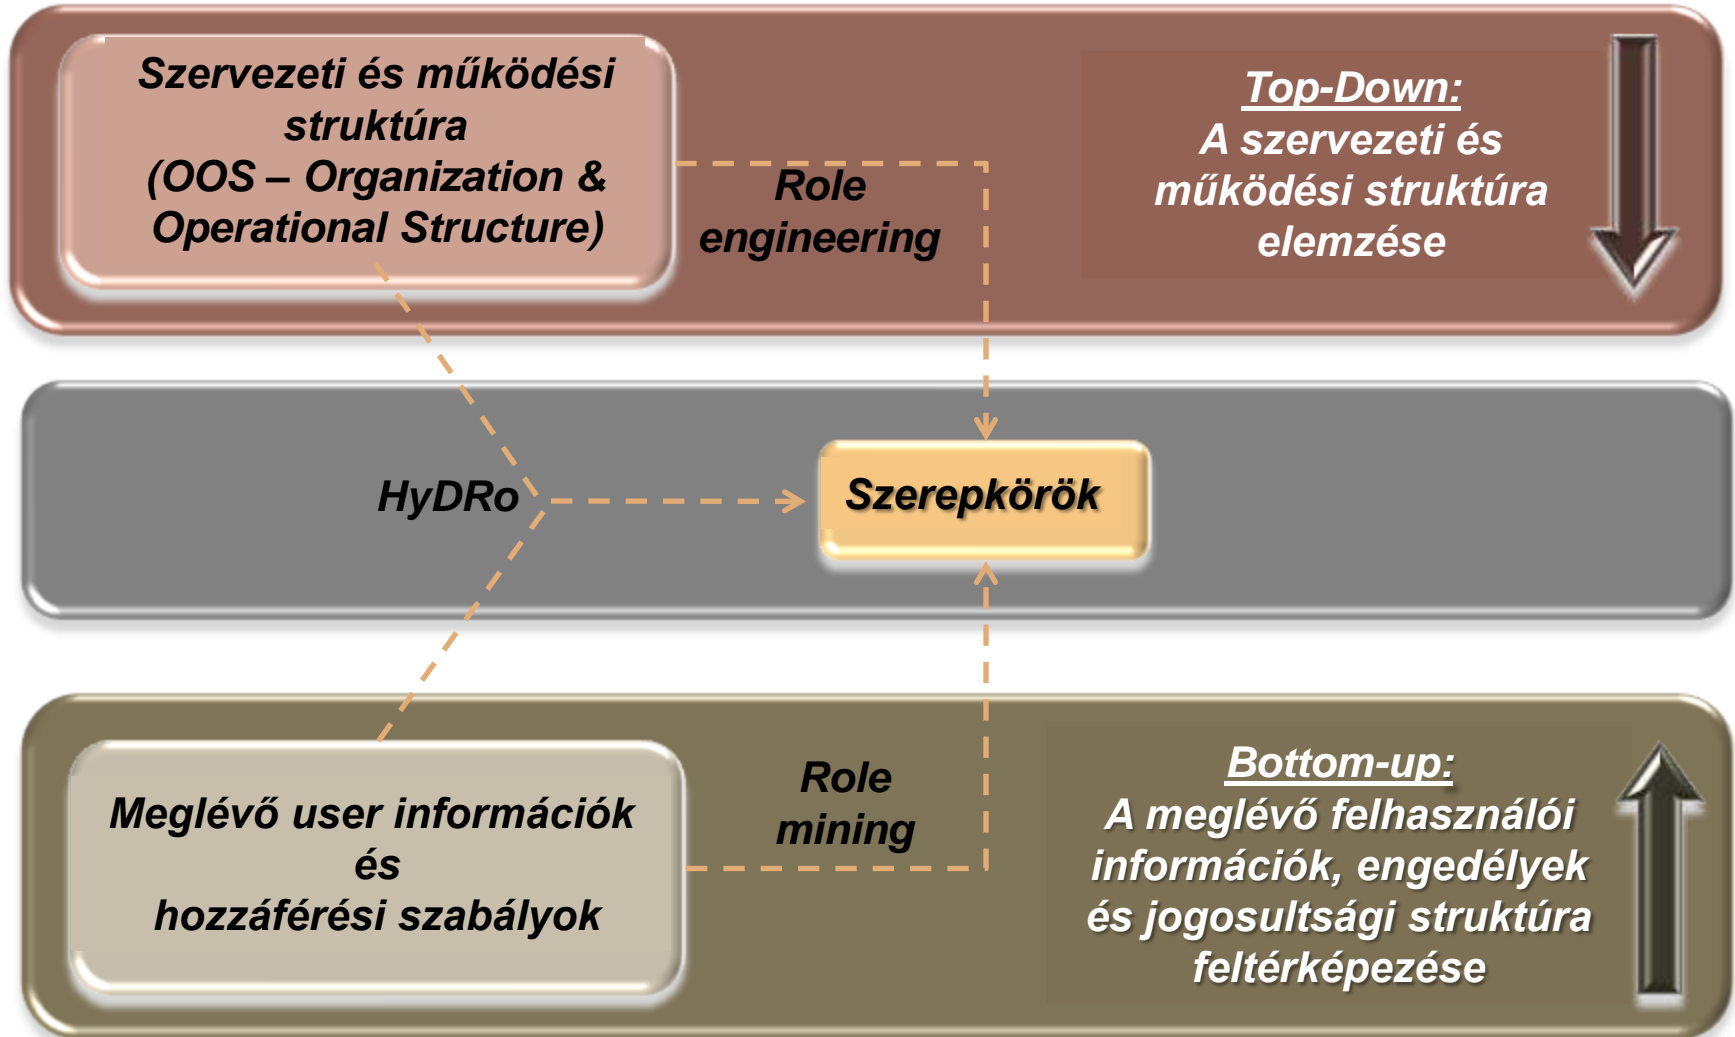 Szervezeti és működési
struktúra
(OOS – Organization &
Operational Structure)
Role
engineering
Top-Down:
A szervezeti és
működési struktúra
elemzése
HyDRo
Szerepkörök
Meglévő user információk
és
hozzáférési szabályok
Role
mining
Bottom-up:
A meglévő felhasználói
információk, engedélyek
és jogosultsági struktúra
feltérképezése